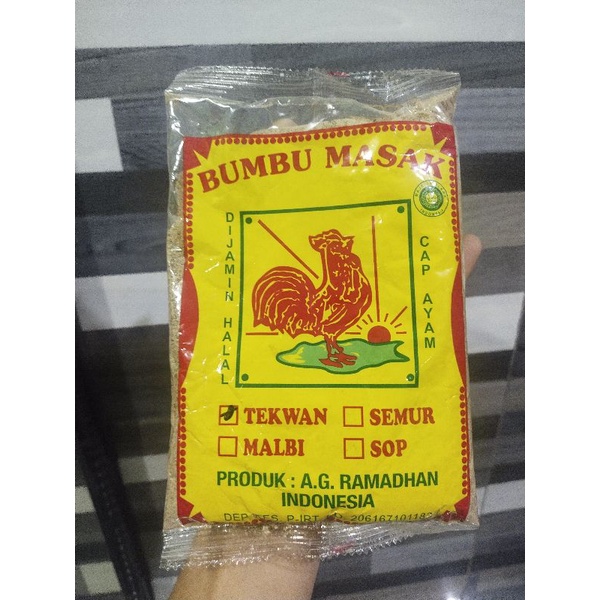 BUMBU MASAK
DIJAMIN HALAL
CAP AYAM
TEKWAN
SEMUR
MALBI
SOP
PRODUK : A.G. RAMADHAN
INDONESIA